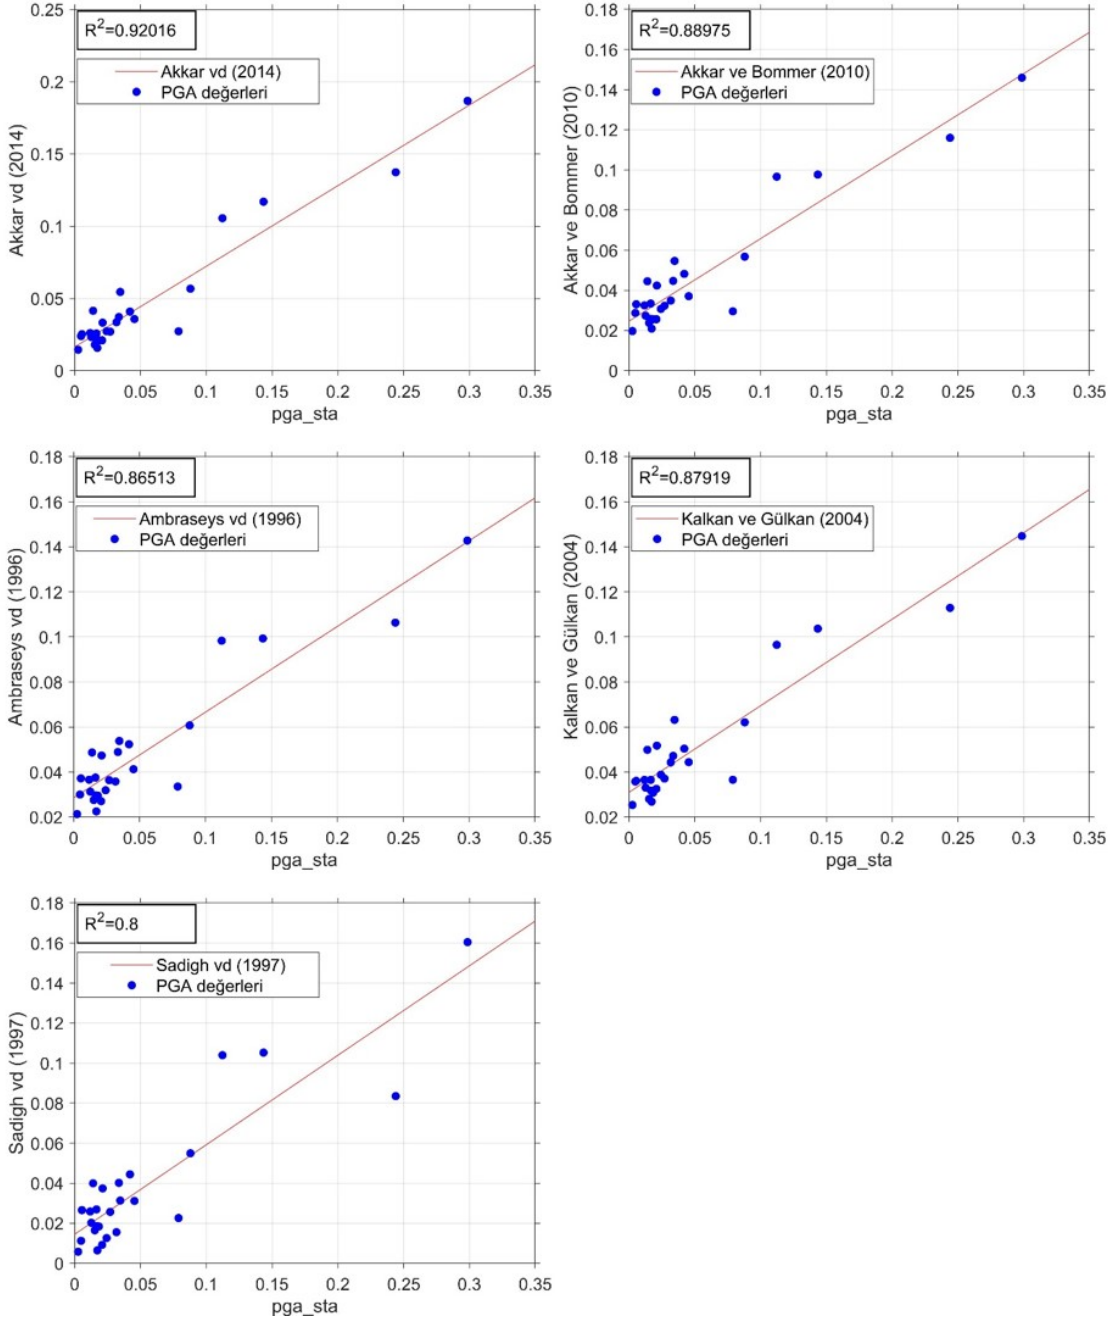 R²=0.92016
Akkar vd (2014)
PGA değerleri
0.25
0.2
0.15
0.1
0.05
0
Akkar vd (2014)
0 0.05 0.1 0.15 0.2 0.25 0.3 0.35
pga_sta
R²=0.88975
Akkar ve Bommer (2010)
PGA değerleri
0.18
0.16
0.14
0.12
0.1
0.08
0.06
0.04
0.02
0
Akkar ve Bommer (2010)
0 0.05 0.1 0.15 0.2 0.25 0.3 0.35
pga_sta
R²=0.86513
Ambraseys vd (1996)
PGA değerleri
0.18
0.16
0.14
0.12
0.1
0.08
0.06
0.04
0.02
Ambraseys vd (1996)
0 0.05 0.1 0.15 0.2 0.25 0.3 0.35
pga_sta
R²=0.87919
Kalkan ve Gülkan (2004)
PGA değerleri
0.18
0.16
0.14
0.12
0.1
0.08
0.06
0.04
0.02
Kalkan ve Gülkan (2004)
0 0.05 0.1 0.15 0.2 0.25 0.3 0.35
pga_sta
R²=0.8
Sadigh vd (1997)
PGA değerleri
0.18
0.16
0.14
0.12
0.1
0.08
0.06
0.04
0.02
0
Sadigh vd (1997)
0 0.05 0.1 0.15 0.2 0.25 0.3 0.35
pga_sta